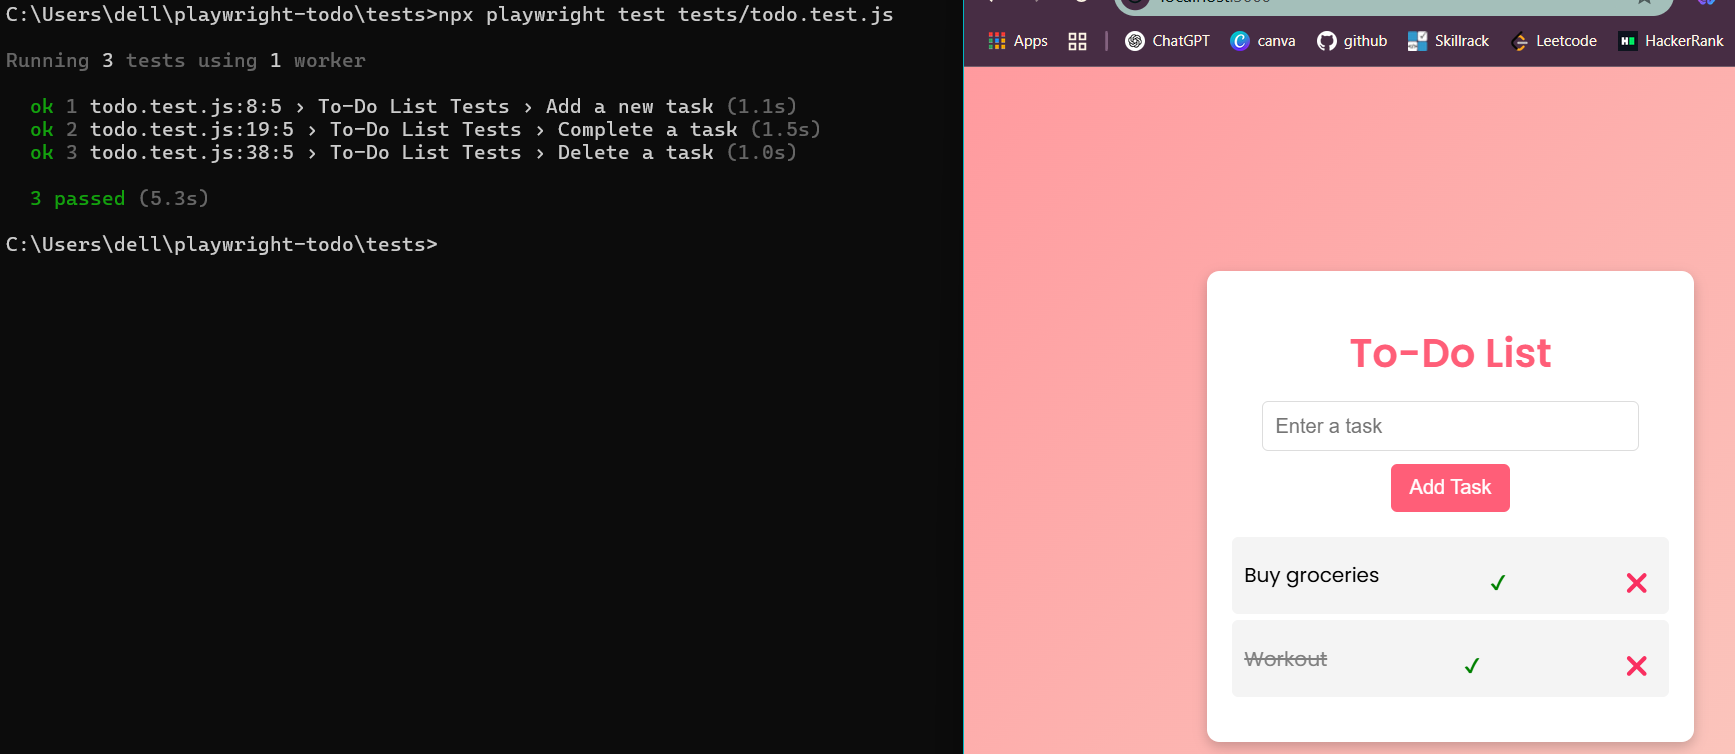 C:\Users\dell\playwright-todo\tests>npx playwright test tests/todo.test.js
Running 3 tests using 1 worker
ok 1 todo.test.js:8:5 › To-Do List Tests › Add a new task (1.1s)
ok 2 todo.test.js:19:5 › To-Do List Tests › Complete a task (1.5s)
ok 3 todo.test.js:38:5 › To-Do List Tests › Delete a task (1.0s)
3 passed (5.3s)
C:\Users\dell\playwright-todo\tests>
Apps ChatGPT canva github Skillrack Leetcode HackerRank
To-Do List
Enter a task
Add Task
Buy groceries ✓ ❌
Workout ✓ ❌